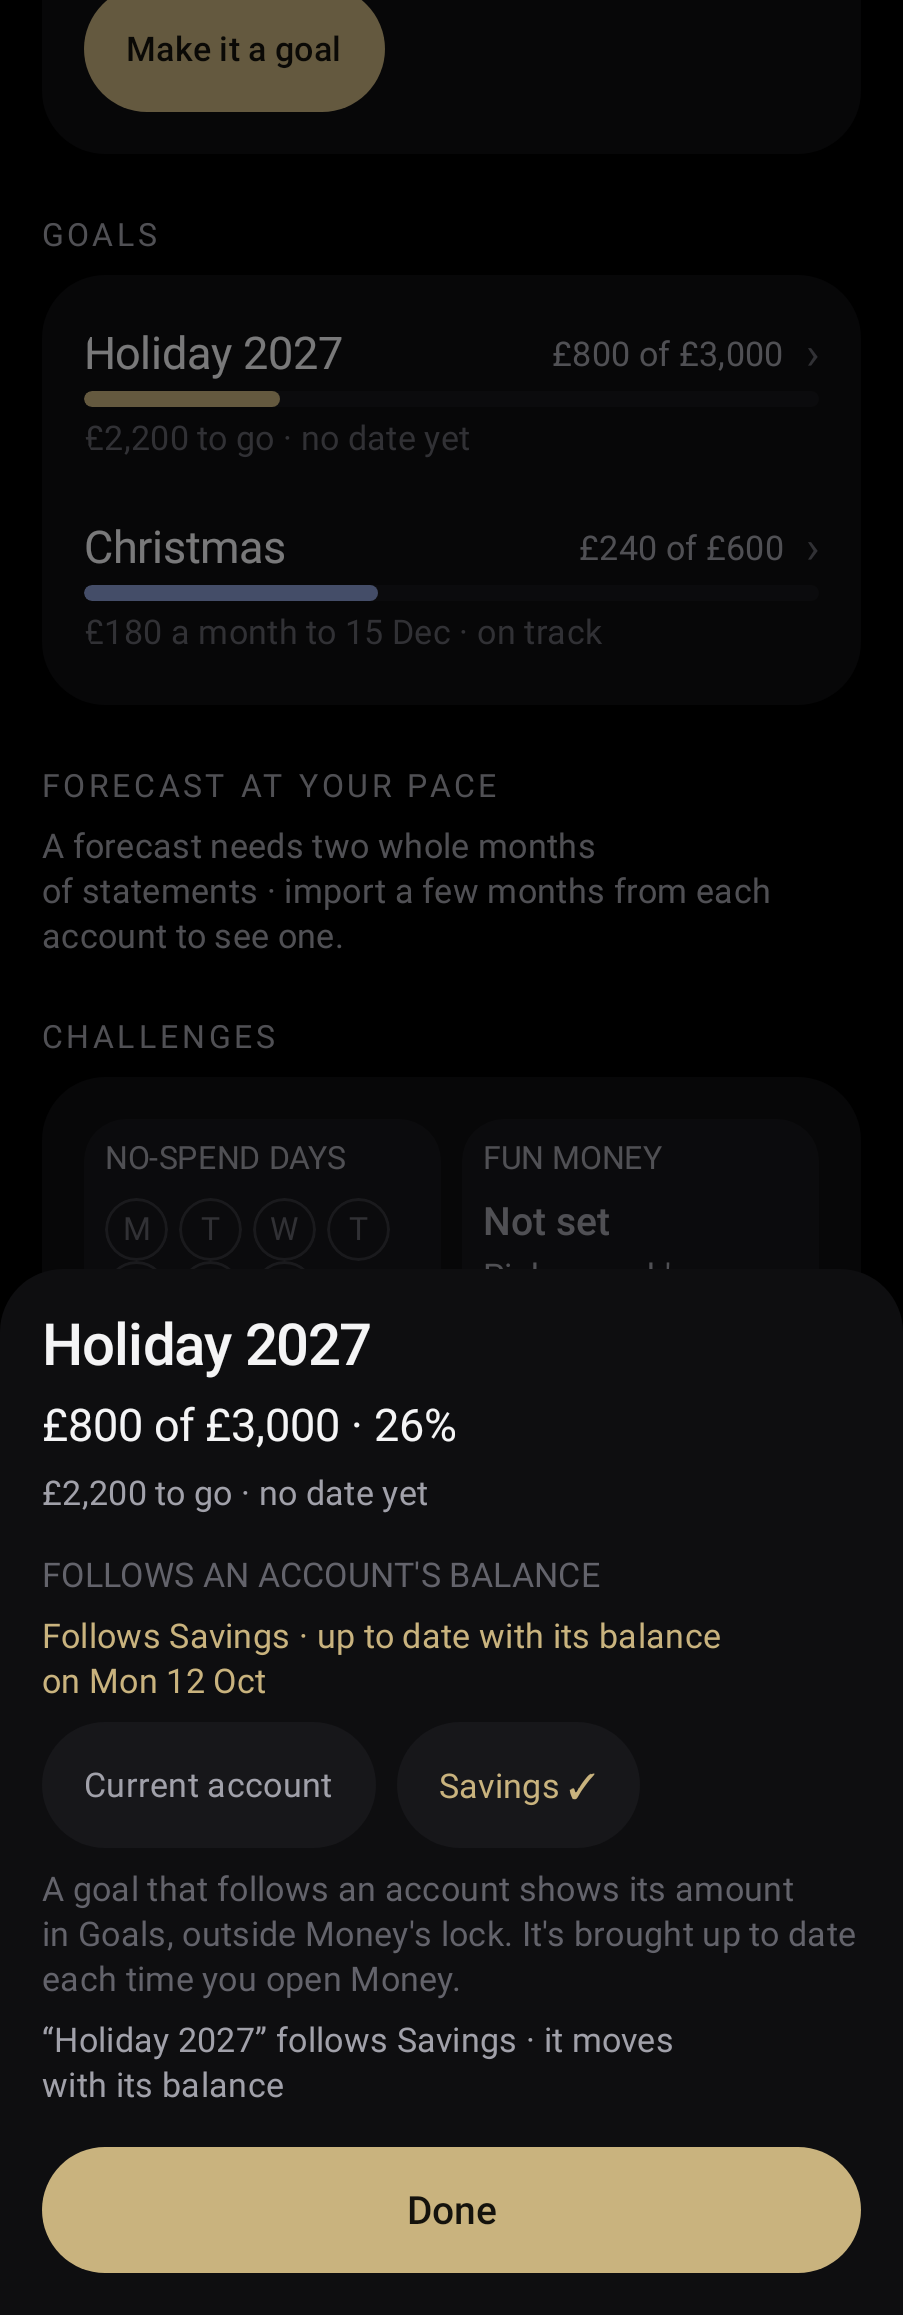 Make it a goal
GOALS
Holiday 2027
£800 of £3,000 ›
£2,200 to go · no date yet
Christmas
£240 of £600 ›
£180 a month to 15 Dec · on track
FORECAST AT YOUR PACE
A forecast needs two whole months
of statements · import a few months from each
account to see one.
CHALLENGES
NO-SPEND DAYS
M T W T
FUN MONEY
Not set
Holiday 2027
£800 of £3,000 · 26%
£2,200 to go · no date yet
FOLLOWS AN ACCOUNT'S BALANCE
Follows Savings · up to date with its balance
on Mon 12 Oct
Current account
Savings ✓
A goal that follows an account shows its amount
in Goals, outside Money's lock. It's brought up to date
each time you open Money.
“Holiday 2027” follows Savings · it moves
with its balance
Done